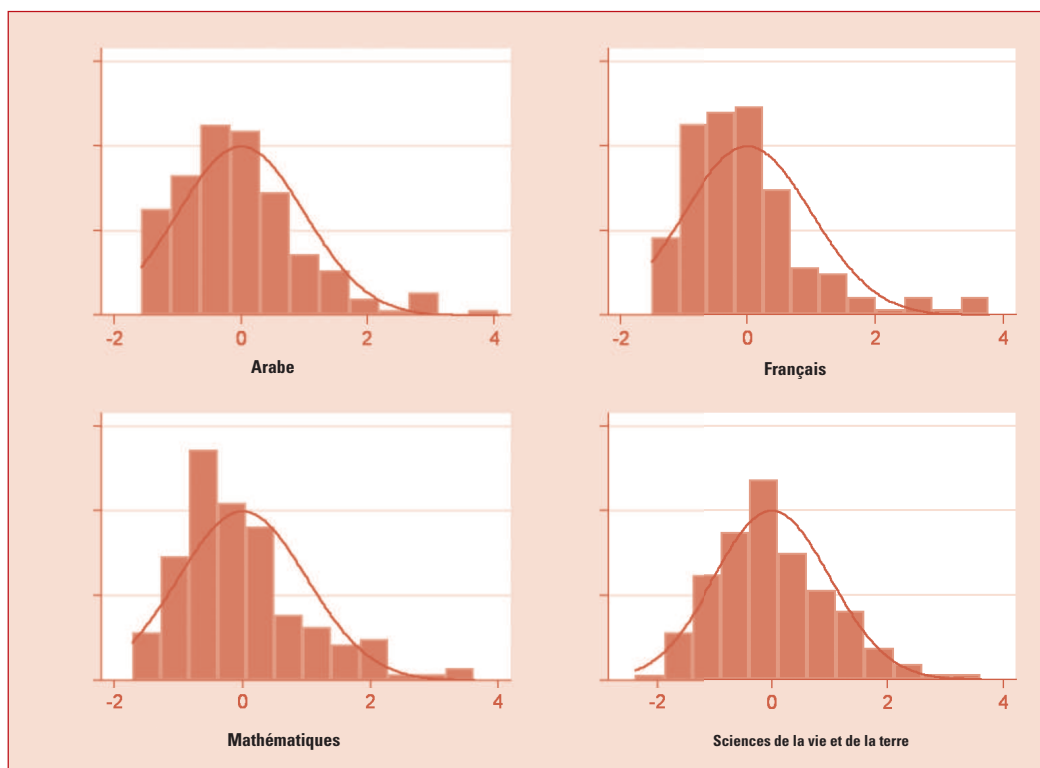 -2 0 2 4
Arabe
-2 0 2 4
Français
-2 0 2 4
Mathématiques
-2 0 2 4
Sciences de la vie et de la terre